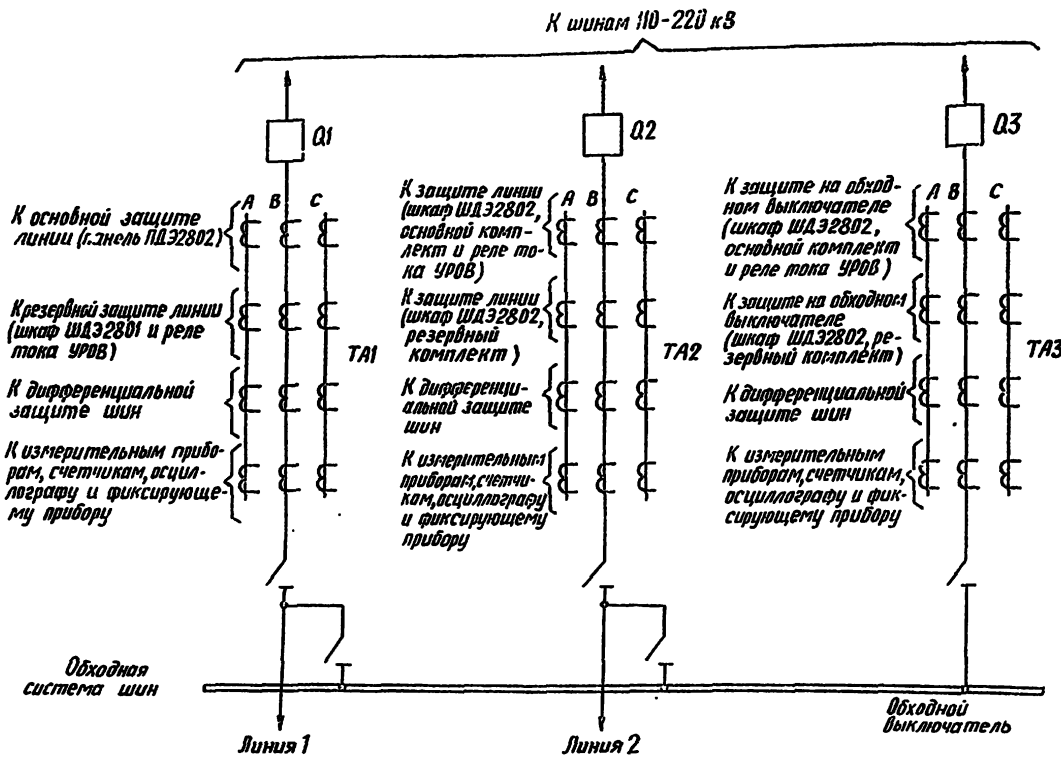 К шинам 110-220 кВ
Q1
А В С
К основной защите
линии (панель ПДЭ2802)
К резервной защите линии
(шкаф ШДЭ2801 и реле
тока УРОВ)
ТА1
К дифференциальной
защите шин
К измерительным прибо-
рам, счетчикам, осцил-
лографу и фиксирующе-
му прибору
Q2
А В С
К защите линии
(шкаф ШДЭ2802,
основной комп-
лект и реле то-
ка УРОВ)
К защите линии
(шкаф ШДЭ2802,
резервный
комплект)
ТА2
К дифференци-
альной защите
шин
К измерительным
приборам, счетчи-
кам, осциллографу
и фиксирующему
прибору
Q3
А В С
К защите на обход-
ном выключателе
(шкаф ШДЭ2802,
основной комплект
и реле тока УРОВ)
К защите на обходном
выключателе
(шкаф ШДЭ2802, ре-
зервный комплект)
ТА3
К дифференциальной
защите шин
К измерительным
приборам, счетчикам,
осциллографу и фик-
сирующему прибору
Обходная
система шин
Линия 1
Линия 2
Обходной
выключатель